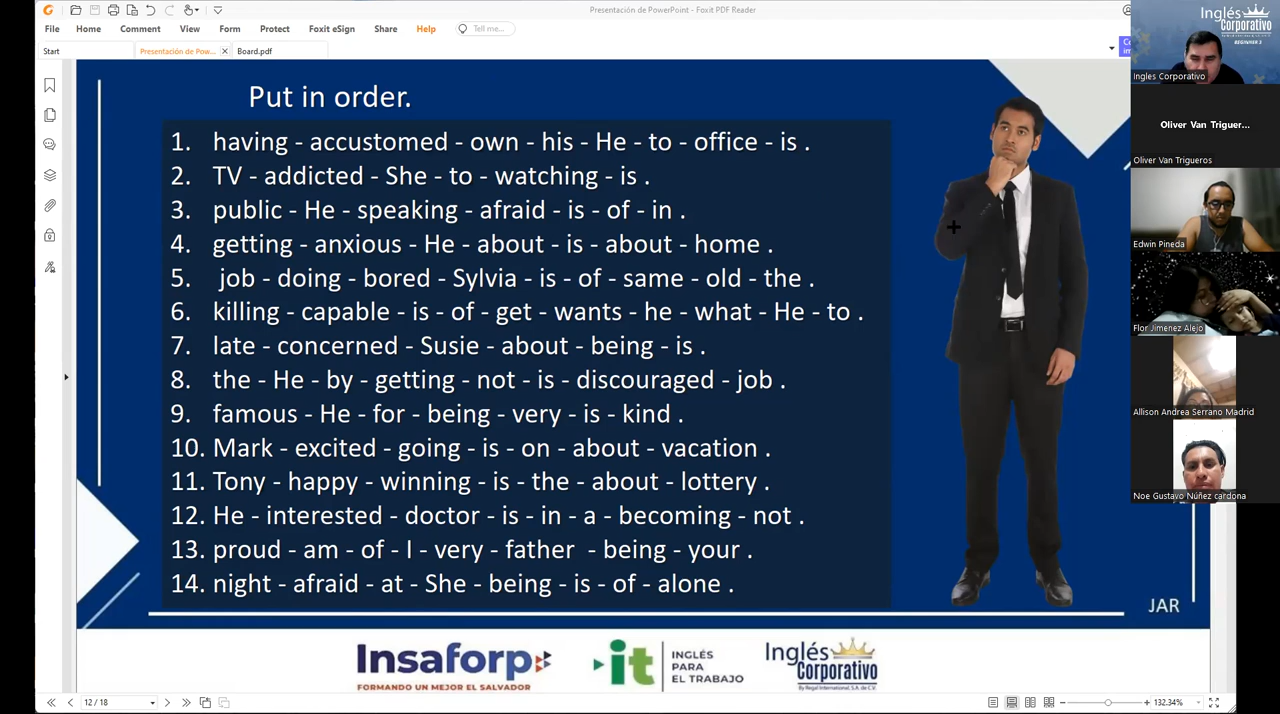 Presentación de PowerPoint - Foxit PDF Reader
File Home Comment View Form Protect Foxit eSign Share Help Tell me...
Start Presentación de Pow... Board.pdf
Put in order.
1. having - accustomed - own - his - He - to - office - is .
2. TV - addicted - She - to - watching - is .
3. public - He - speaking - afraid - is - of - in .
4. getting - anxious - He - about - is - about - home .
5. job - doing - bored - Sylvia - is - of - same - old - the .
6. killing - capable - is - of - get - wants - he - what - He - to .
7. late - concerned - Susie - about - being - is .
8. the - He - by - getting - not - is - discouraged - job .
9. famous - He - for - being - very - is - kind .
10. Mark - excited - going - is - on - about - vacation .
11. Tony - happy - winning - is - the - about - lottery .
12. He - interested - doctor - is - in - a - becoming - not .
13. proud - am - of - I - very - father - being - your .
14. night - afraid - at - She - being - is - of - alone .
JAR
Insaforp
FORMANDO UN MEJOR EL SALVADOR
it
INGLÉS
PARA
EL TRABAJO
Inglés
Corporativo
By Regal International, S.A. de C.V.
12 / 18
132.34%
Inglés
Corporativo
BEGINNER 2
Ingles Corporativo
Oliver Van Triguer...
Oliver Van Trigueros
Edwin Pineda
Flor Jimenez Alejo
Allison Andrea Serrano Madrid
Noe Gustavo Núñez cardona